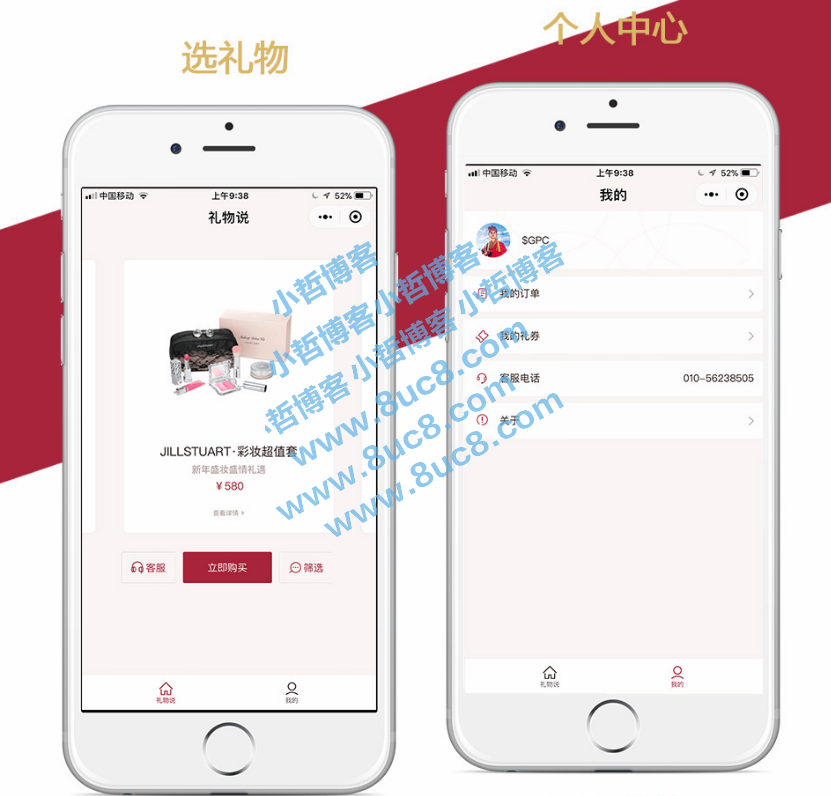 选礼物
个人中心
中国移动
上午9:38
52%
礼物说
JILLSTUART·彩妆超值套
新年盛妆盛情礼遇
¥580
查看详情
客服
立即购买
筛选
礼物说
我的
中国移动
上午9:38
52%
我的
$GPC
我的订单
我的礼券
客服电话
010-56238505
关于
礼物说
我的
小哲博客小哲博客
小哲博客 小哲博客
哲博客 小哲博客
www.8uc8.com
www.8uc8.com
www.8uc8.com